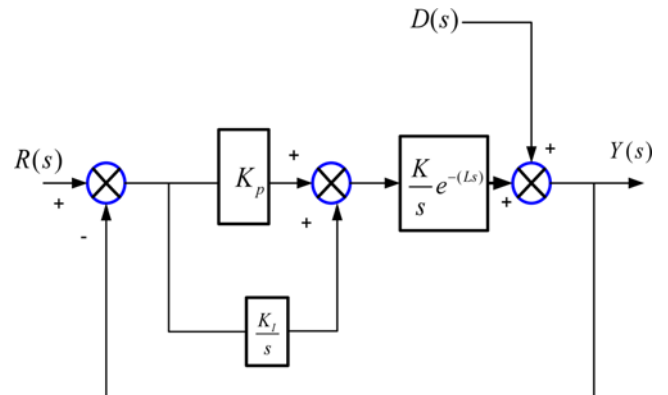 D(s)
+
R(s)
+
-
K_p
+
+
K/s e^{-(Ls)}
+
Y(s)
K_I/s